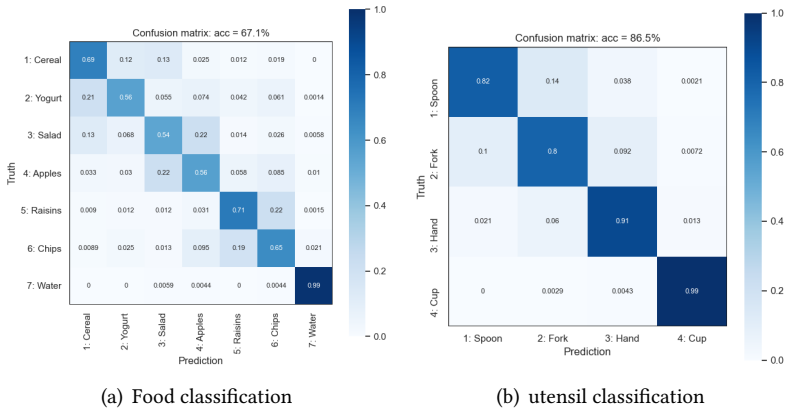 Confusion matrix: acc = 67.1%
1: Cereal 0.69 0.12 0.13 0.025 0.012 0.019 0
2: Yogurt 0.21 0.56 0.055 0.074 0.042 0.061 0.0014
3: Salad 0.13 0.068 0.54 0.22 0.014 0.026 0.0058
4: Apples 0.033 0.03 0.22 0.56 0.058 0.085 0.01
5: Raisins 0.009 0.012 0.012 0.031 0.71 0.22 0.0015
6: Chips 0.0089 0.025 0.013 0.095 0.19 0.65 0.021
7: Water 0 0 0.0059 0.0044 0 0.0044 0.99
Truth
1: Cereal 2: Yogurt 3: Salad 4: Apples 5: Raisins 6: Chips 7: Water
Prediction
1.0
0.8
0.6
0.4
0.2
0.0
(a) Food classification
Confusion matrix: acc = 86.5%
1: Spoon 0.82 0.14 0.038 0.0021
2: Fork 0.1 0.8 0.092 0.0072
3: Hand 0.021 0.06 0.91 0.013
4: Cup 0 0.0029 0.0043 0.99
Truth
1: Spoon 2: Fork 3: Hand 4: Cup
Prediction
1.0
0.8
0.6
0.4
0.2
0.0
(b) utensil classification